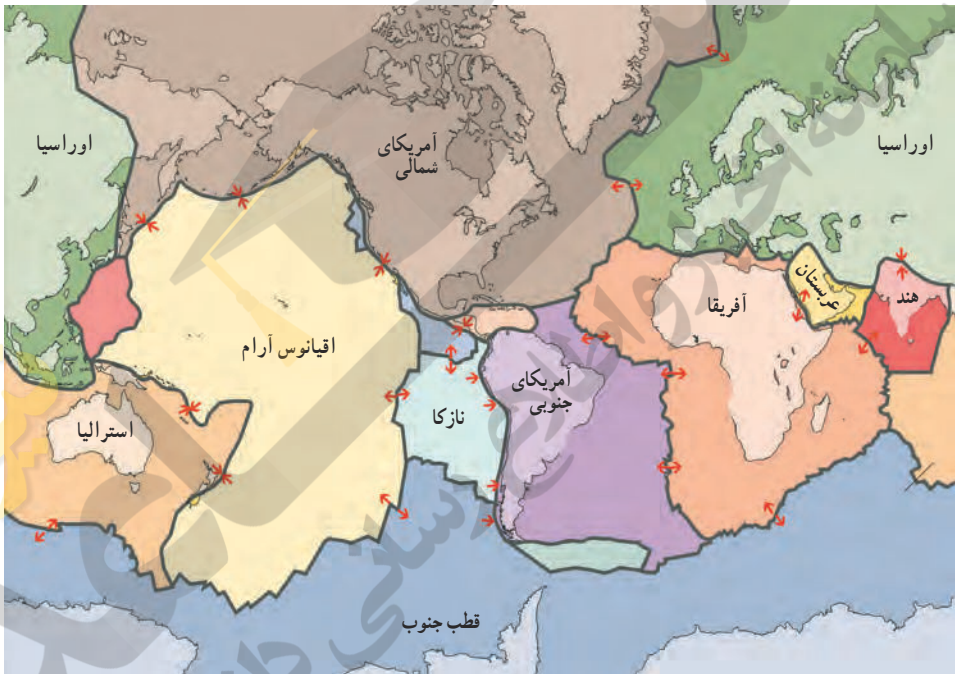 اوراسیا
آمریکای
شمالی
اوراسیا
عربستان
هند
آفریقا
اقیانوس آرام
آمریکای
جنوبی
نازکا
استرالیا
قطب جنوب